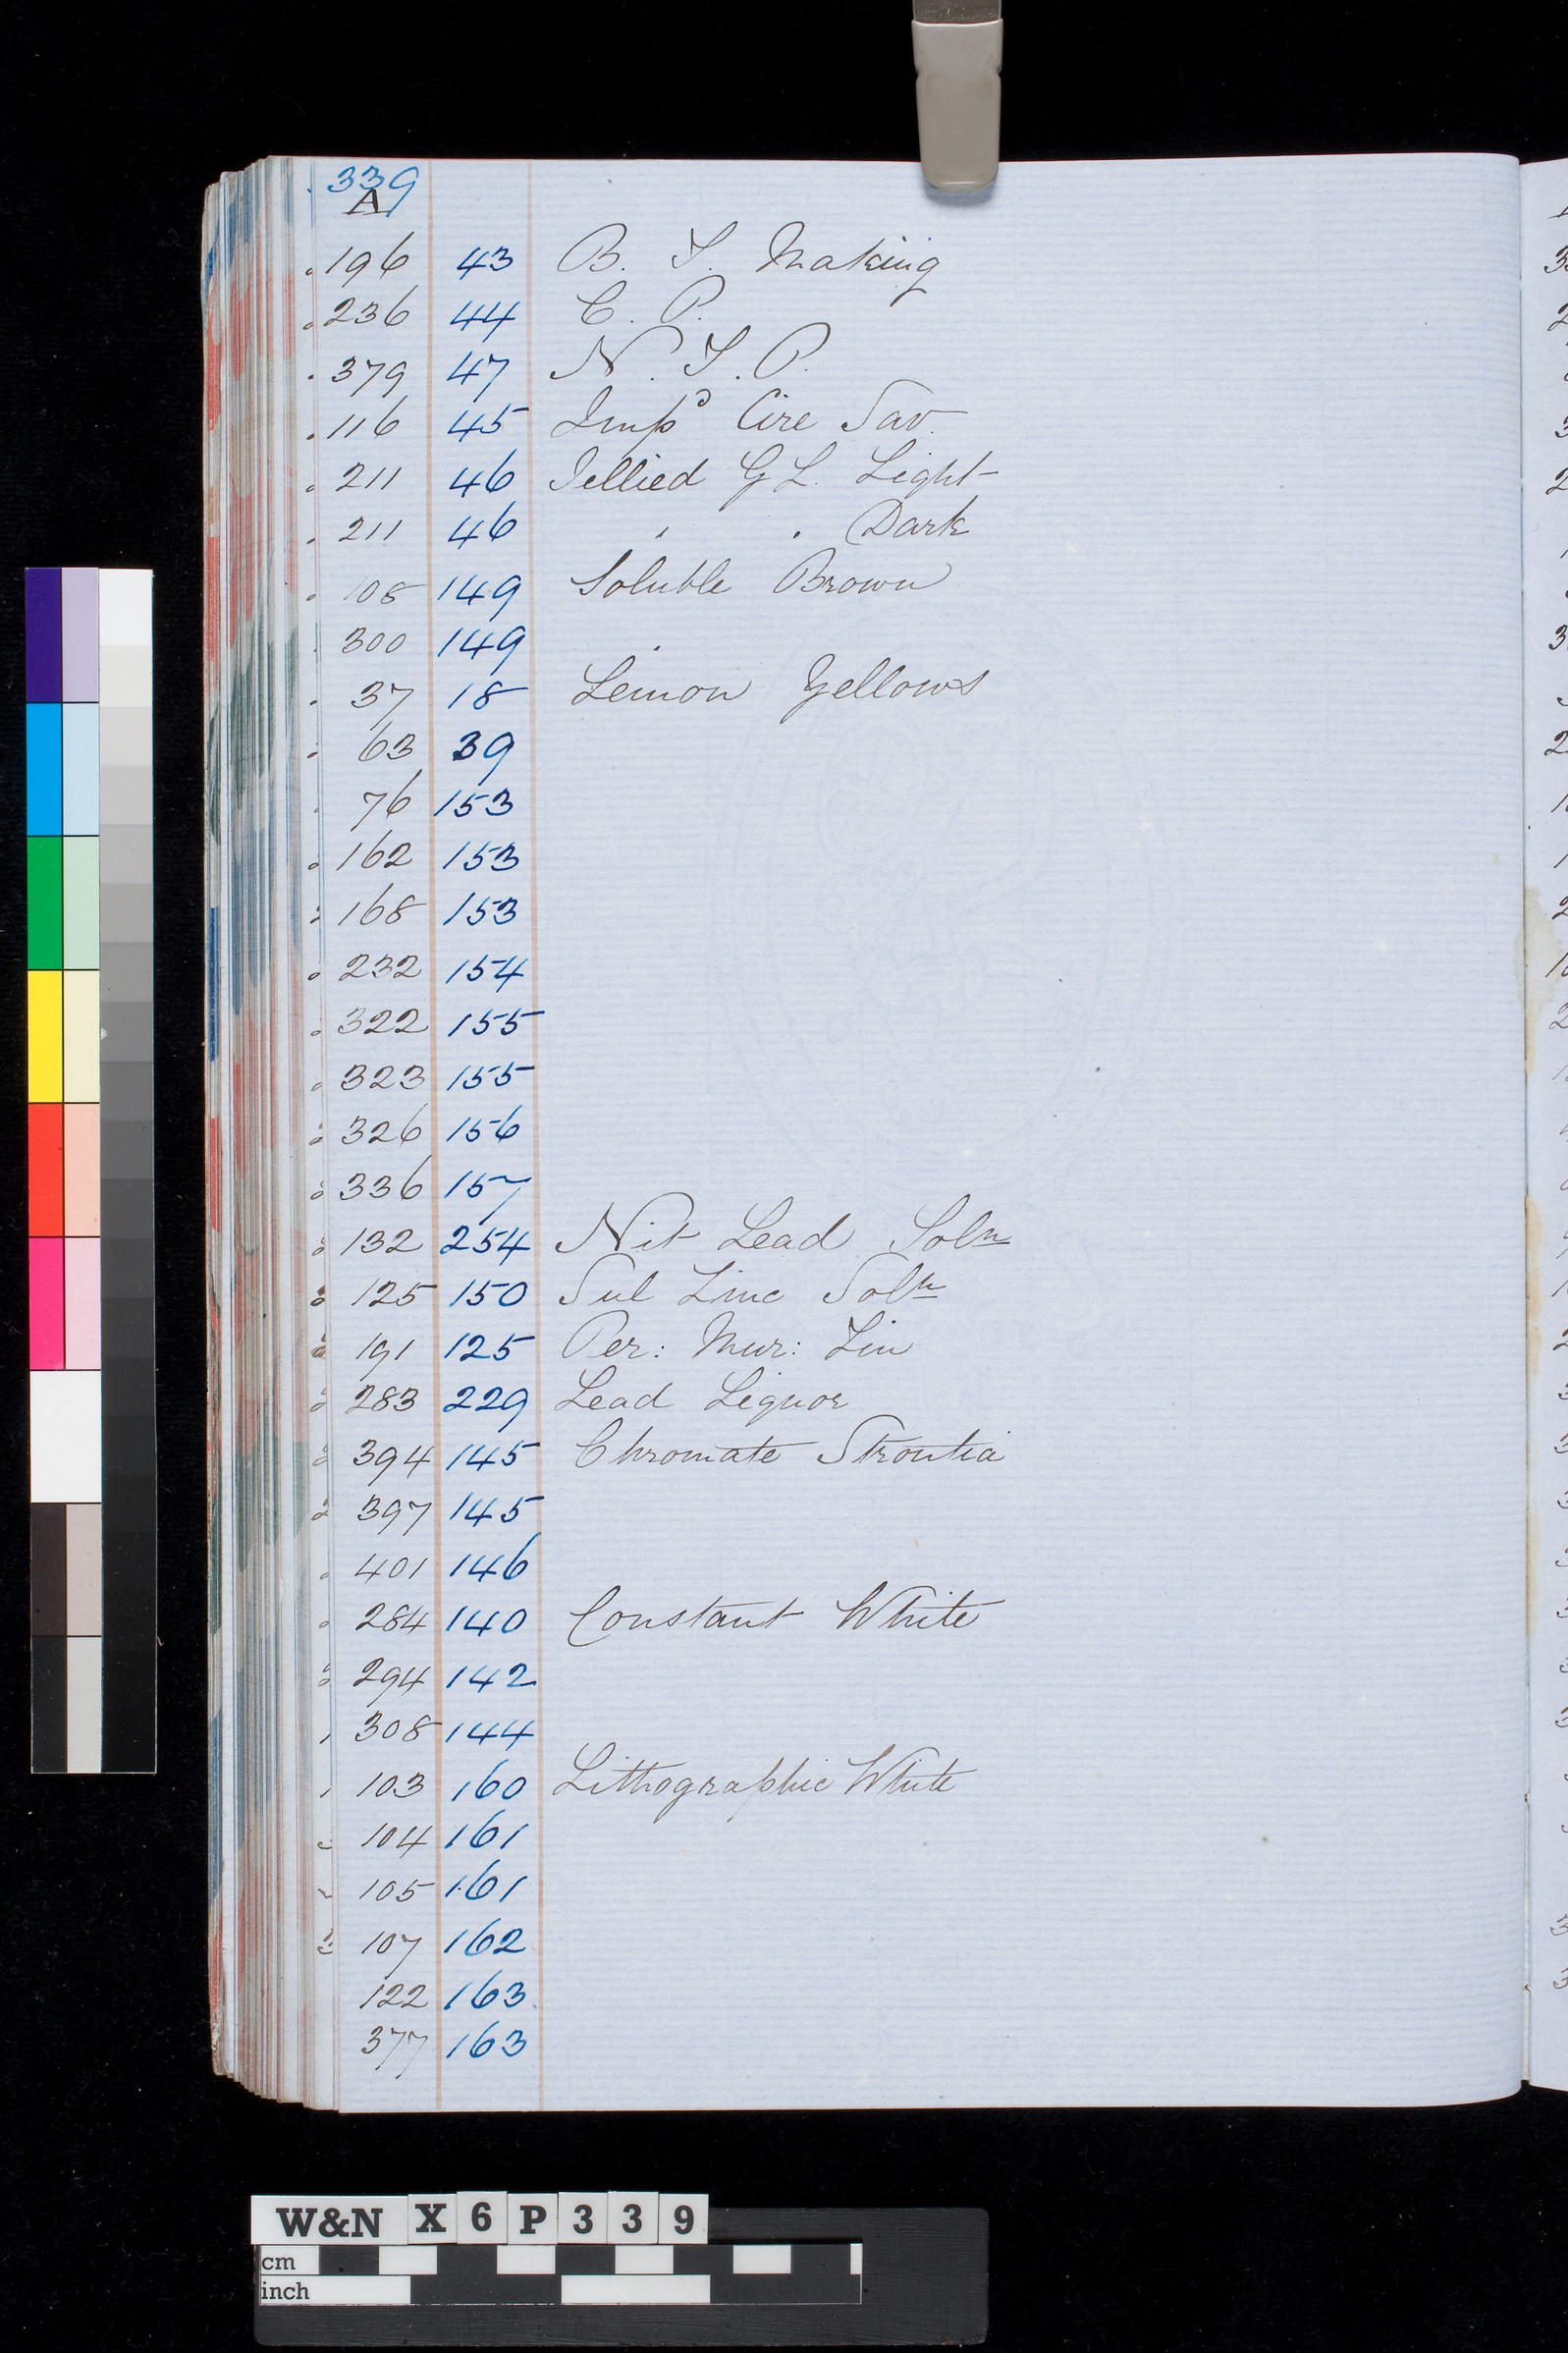 339
A
196 43 B. S. Making
236 44 C. P.
379 47 N. S. P.
116 45 Impd Cire Sav.
211 46 Jellied G L. Light
211 46 " " Dark
108 149 Soluble Brown
300 149 "
37 18 Lemon Yellows
63 39
76 153
162 153
168 153
232 154
322 155
323 155
326 156
336 157
132 254 Nit Lead Soln
125 150 Sul Zinc Soln
191 125 Per: Mur: Tin
283 229 Lead Liquor
394 145 Chromate Strontia
397 145
401 146
284 140 Constant White
294 142
308 144
103 160 Lithographic White
104 161
105 161
107 162
122 163
377 163
W&N X 6 P 3 3 9
cm
inch